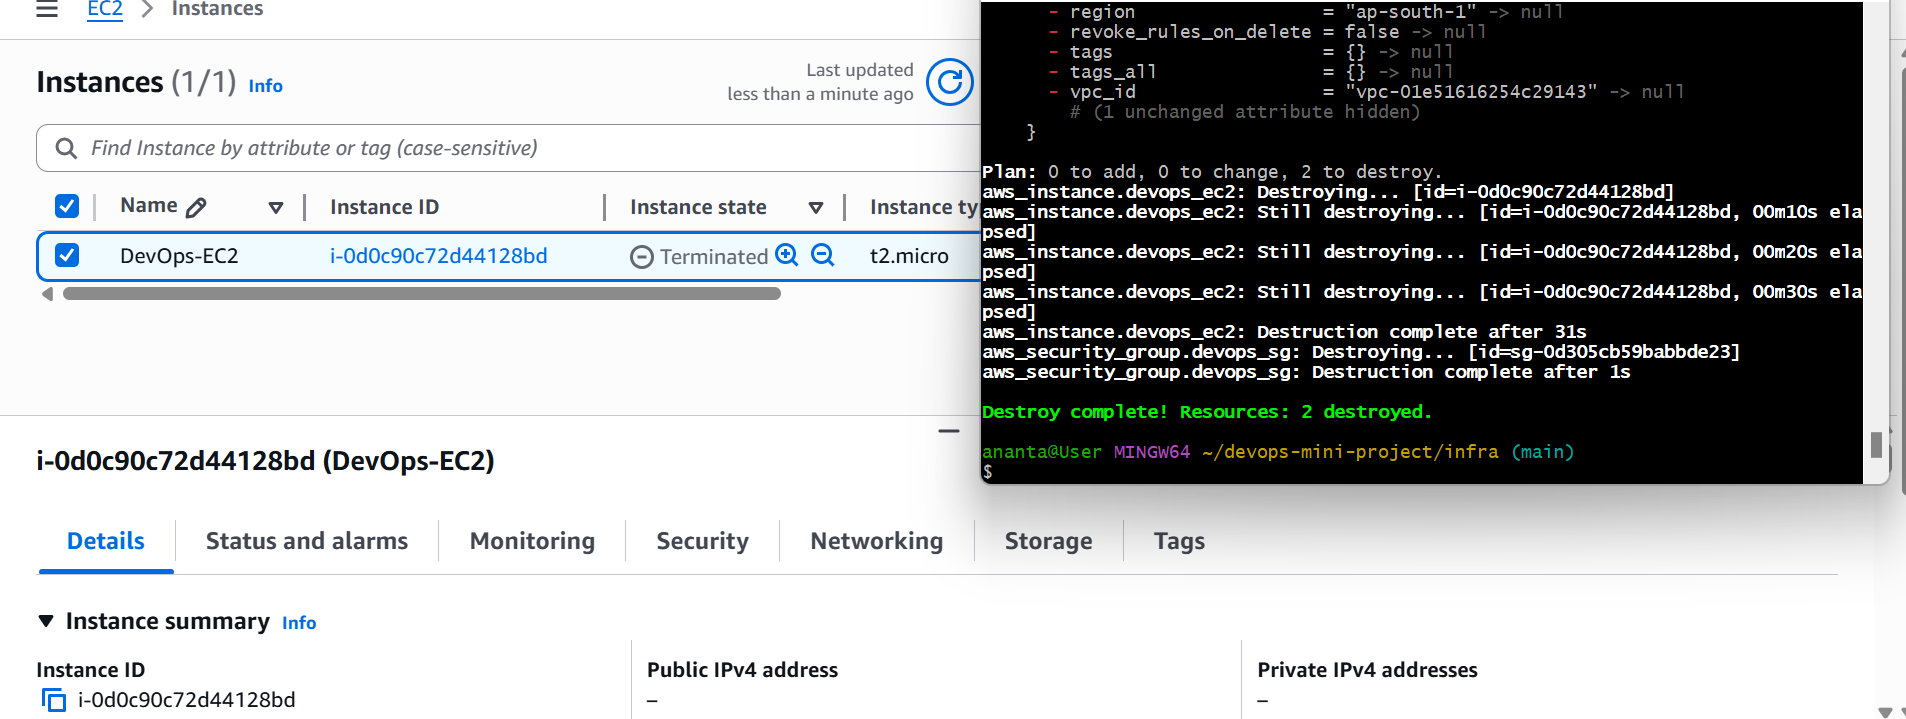 EC2 > Instances
Instances (1/1) Info
Last updated
less than a minute ago
Find Instance by attribute or tag (case-sensitive)
Name Instance ID Instance state Instance ty
DevOps-EC2 i-0d0c90c72d44128bd Terminated t2.micro
- region = "ap-south-1" -> null
- revoke_rules_on_delete = false -> null
- tags = {} -> null
- tags_all = {} -> null
- vpc_id = "vpc-01e51616254c29143" -> null
# (1 unchanged attribute hidden)
}
Plan: 0 to add, 0 to change, 2 to destroy.
aws_instance.devops_ec2: Destroying... [id=i-0d0c90c72d44128bd]
aws_instance.devops_ec2: Still destroying... [id=i-0d0c90c72d44128bd, 00m10s ela
psed]
aws_instance.devops_ec2: Still destroying... [id=i-0d0c90c72d44128bd, 00m20s ela
psed]
aws_instance.devops_ec2: Still destroying... [id=i-0d0c90c72d44128bd, 00m30s ela
psed]
aws_instance.devops_ec2: Destruction complete after 31s
aws_security_group.devops_sg: Destroying... [id=sg-0d305cb59babbde23]
aws_security_group.devops_sg: Destruction complete after 1s
Destroy complete! Resources: 2 destroyed.
ananta@User MINGW64 ~/devops-mini-project/infra (main)
$
i-0d0c90c72d44128bd (DevOps-EC2)
Details Status and alarms Monitoring Security Networking Storage Tags
Instance summary Info
Instance ID Public IPv4 address Private IPv4 addresses
i-0d0c90c72d44128bd – –